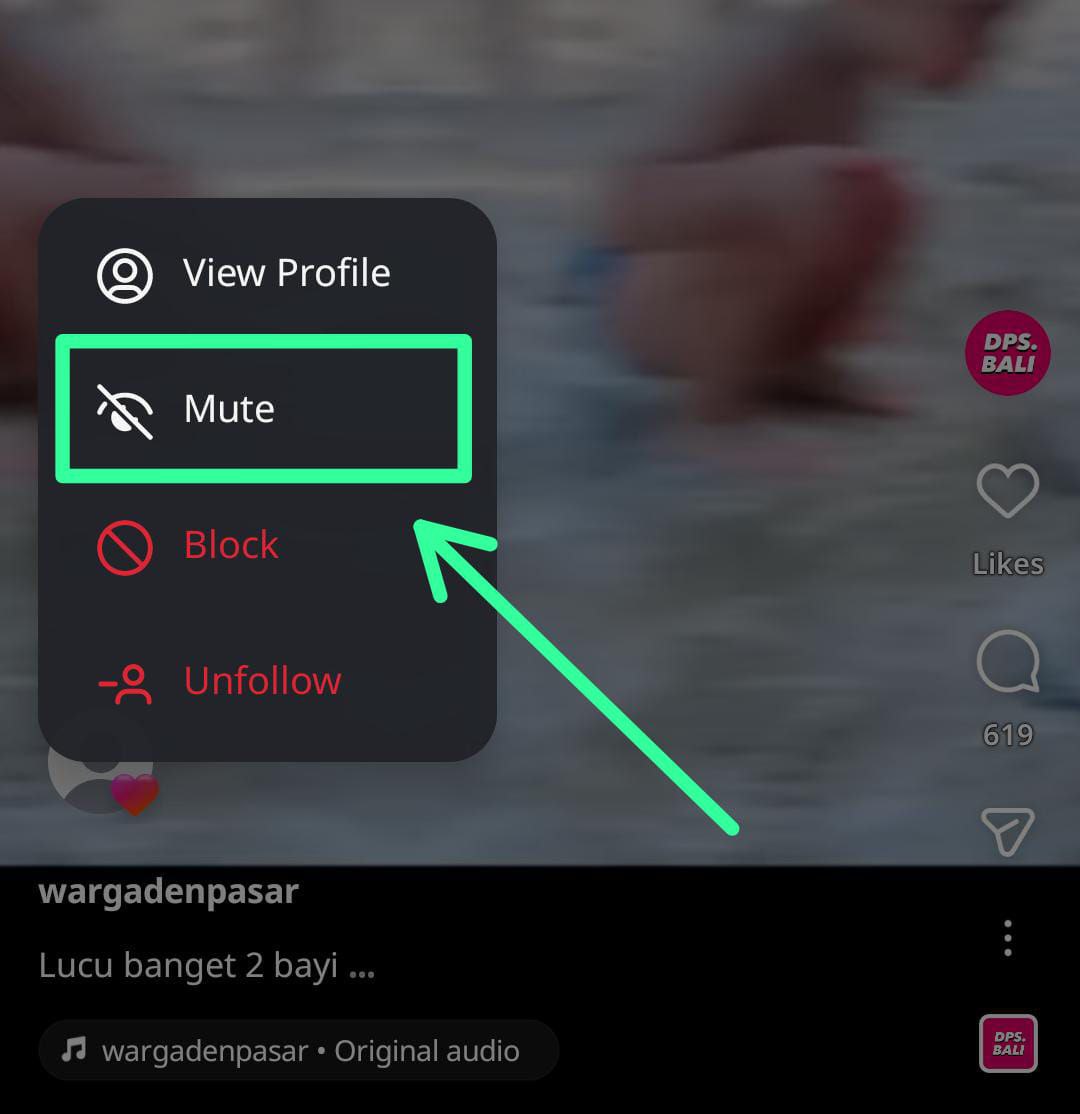 View Profile
Mute
Block
Unfollow
DPS.
BALI
Likes
619
wargadenpasar
Lucu banget 2 bayi ...
wargadenpasar • Original audio
DPS.
BALI